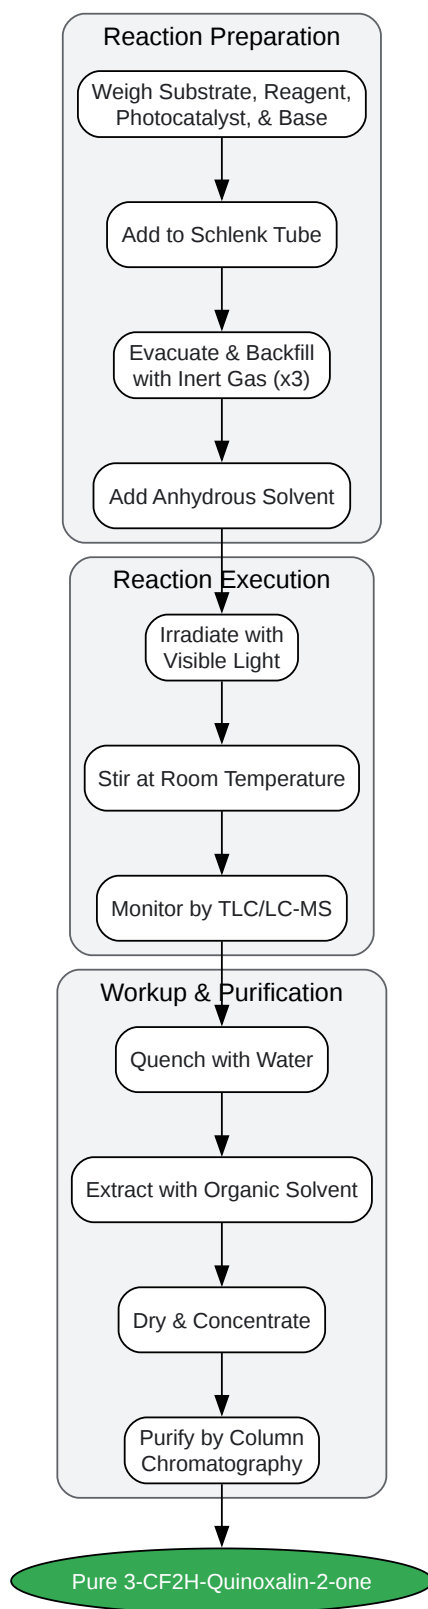 Reaction Preparation
Weigh Substrate, Reagent,
Photocatalyst, & Base
Add to Schlenk Tube
Evacuate & Backfill
with Inert Gas (x3)
Add Anhydrous Solvent
Reaction Execution
Irradiate with
Visible Light
Stir at Room Temperature
Monitor by TLC/LC-MS
Workup & Purification
Quench with Water
Extract with Organic Solvent
Dry & Concentrate
Purify by Column
Chromatography
Pure 3-CF2H-Quinoxalin-2-one